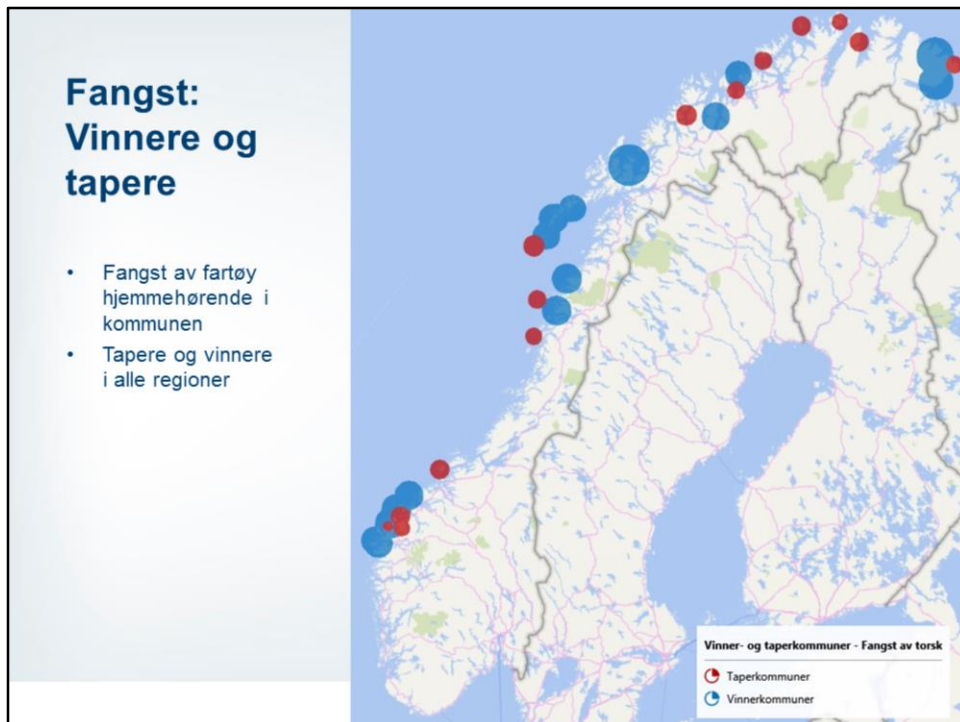 Fangst:
Vinnere og
tapere
• Fangst av fartøy
hjemmehørende i
kommunen
• Tapere og vinnere
i alle regioner
Vinner- og taperkommuner - Fangst av torsk
Taperkommuner
Vinnerkommuner